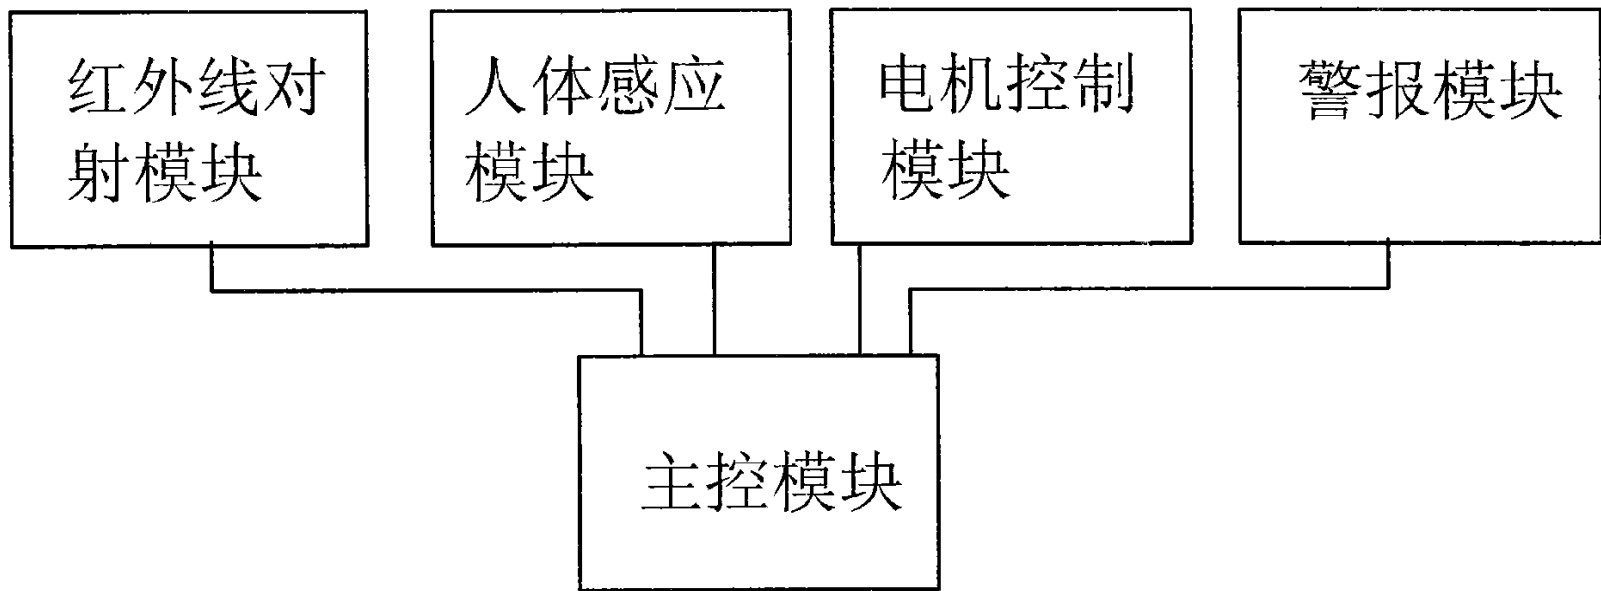 红外线对
射模块
人体感应
模块
电机控制
模块
警报模块
主控模块